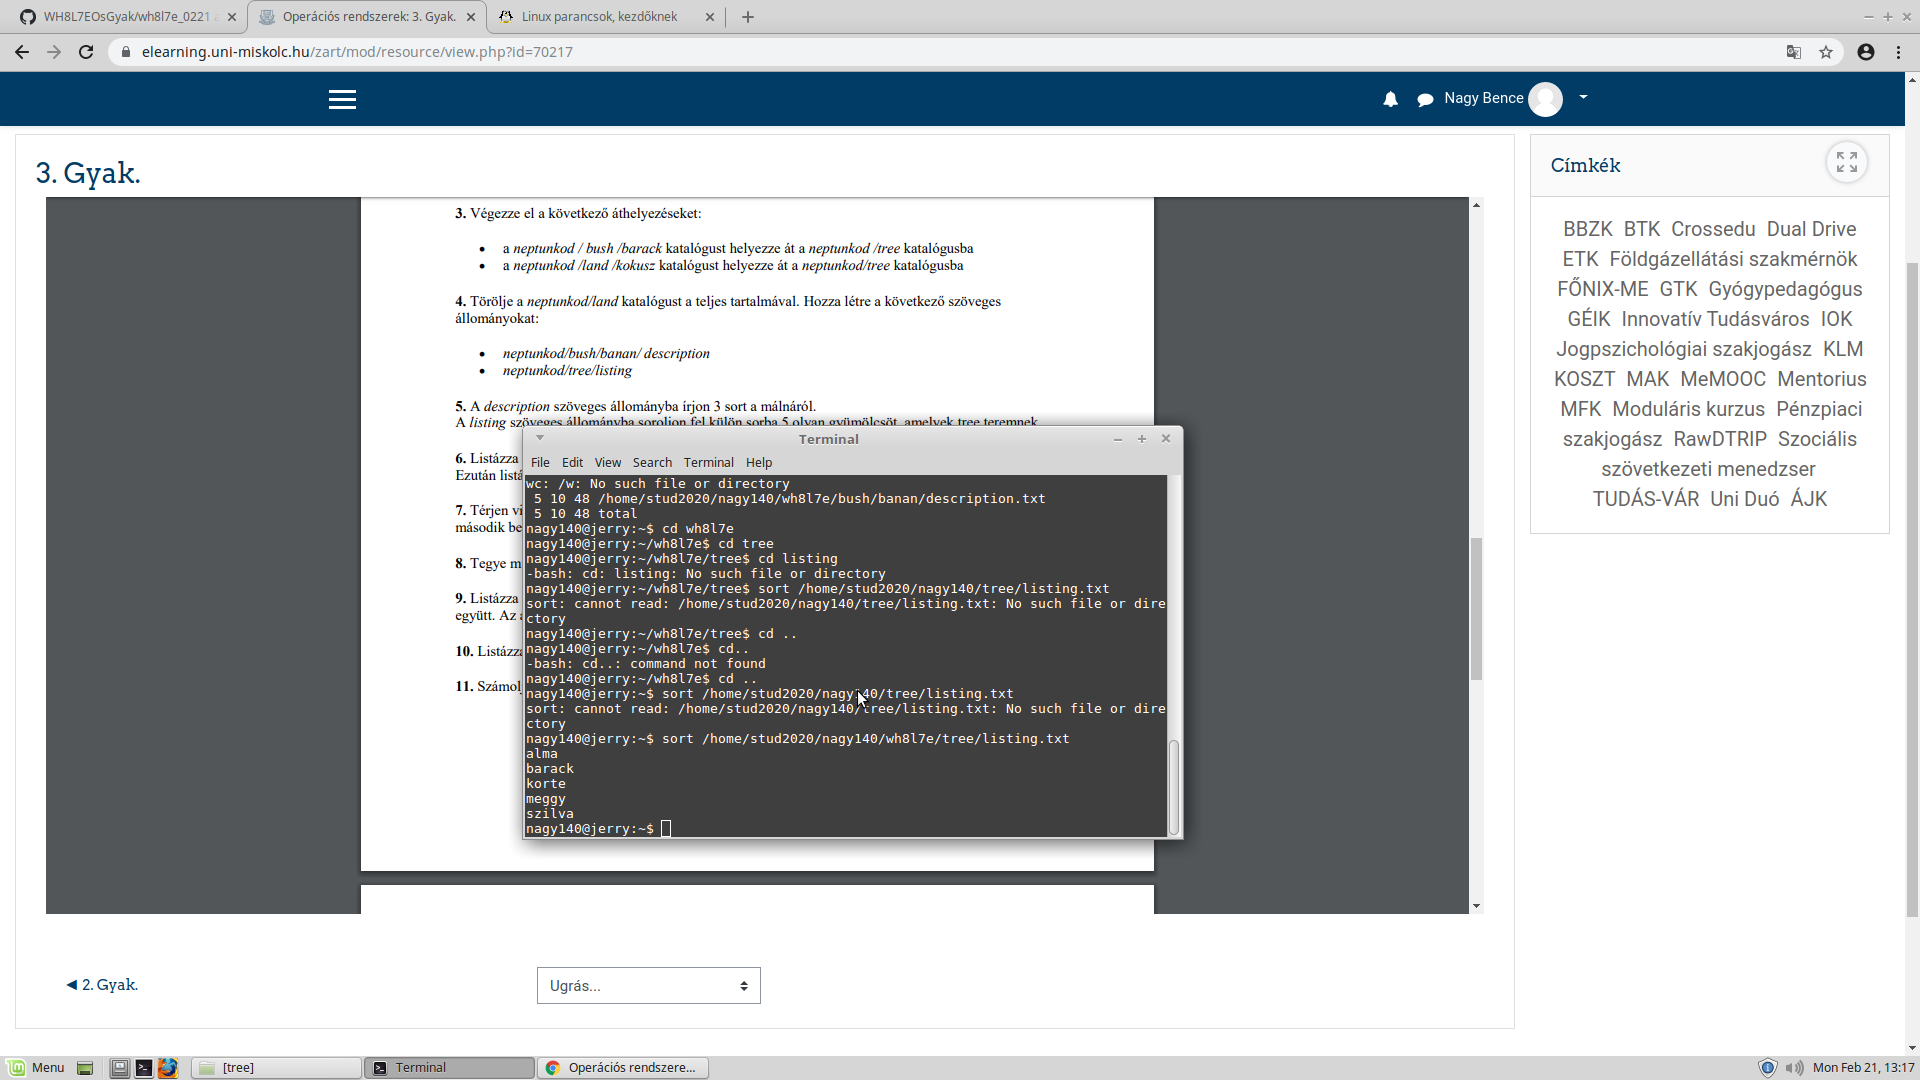 WH8L7EOsGyak/wh8l7e_0221
Operációs rendszerek: 3. Gyak.
Linux parancsok, kezdőknek
elearning.uni-miskolc.hu/zart/mod/resource/view.php?id=70217
Nagy Bence
3. Gyak.
3. Végezze el a következő áthelyezéseket:
• a neptunkod / bush /barack katalógust helyezze át a neptunkod /tree katalógusba
• a neptunkod /land /kokusz katalógust helyezze át a neptunkod/tree katalógusba
4. Törölje a neptunkod/land katalógust a teljes tartalmával. Hozza létre a következő szöveges
állományokat:
• neptunkod/bush/banan/ description
• neptunkod/tree/listing
5. A description szöveges állományba írjon 3 sort a málnáról.
A listing szöveges állományba soroljon fel külön sorba 5 olyan gyümölcsöt, amelyek tree teremnek
6. Listázza
Ezután listá
7. Térjen vi
második be
8. Tegye m
9. Listázza
együtt. Az
10. Listázza
11. Számol
Terminal
File Edit View Search Terminal Help
wc: /w: No such file or directory
5 10 48 /home/stud2020/nagy140/wh8l7e/bush/banan/description.txt
5 10 48 total
nagy140@jerry:~$ cd wh8l7e
nagy140@jerry:~/wh8l7e$ cd tree
nagy140@jerry:~/wh8l7e/tree$ cd listing
-bash: cd: listing: No such file or directory
nagy140@jerry:~/wh8l7e/tree$ sort /home/stud2020/nagy140/tree/listing.txt
sort: cannot read: /home/stud2020/nagy140/tree/listing.txt: No such file or dire
ctory
nagy140@jerry:~/wh8l7e/tree$ cd ..
nagy140@jerry:~/wh8l7e$ cd..
-bash: cd..: command not found
nagy140@jerry:~/wh8l7e$ cd ..
nagy140@jerry:~$ sort /home/stud2020/nagy140/tree/listing.txt
sort: cannot read: /home/stud2020/nagy140/tree/listing.txt: No such file or dire
ctory
nagy140@jerry:~$ sort /home/stud2020/nagy140/wh8l7e/tree/listing.txt
alma
barack
korte
meggy
szilva
nagy140@jerry:~$
Címkék
BBZK BTK Crossedu Dual Drive
ETK Földgázellátási szakmérnök
FŐNIX-ME GTK Gyógypedagógus
GÉIK Innovatív Tudásváros IOK
Jogpszichológiai szakjogász KLM
KOSZT MAK MeMOOC Mentorius
MFK Moduláris kurzus Pénzpiaci
szakjogász RawDTRIP Szociális
szövetkezeti menedzser
TUDÁS-VÁR Uni Duó ÁJK
◄ 2. Gyak.
Ugrás...
Menu
[tree]
Terminal
Operációs rendszere...
Mon Feb 21, 13:17